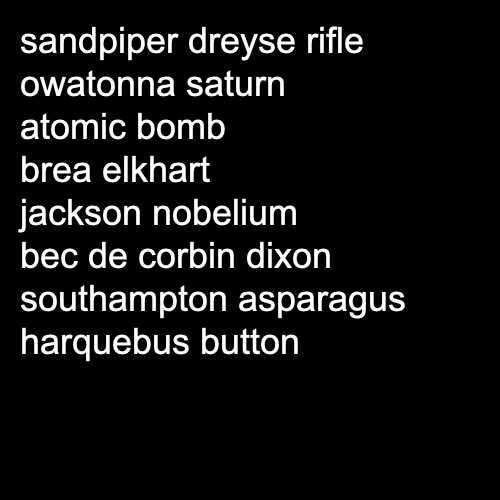 sandpiper dreyse rifle
owatonna saturn
atomic bomb
brea elkhart
jackson nobelium
bec de corbin dixon
southampton asparagus
harquebus button